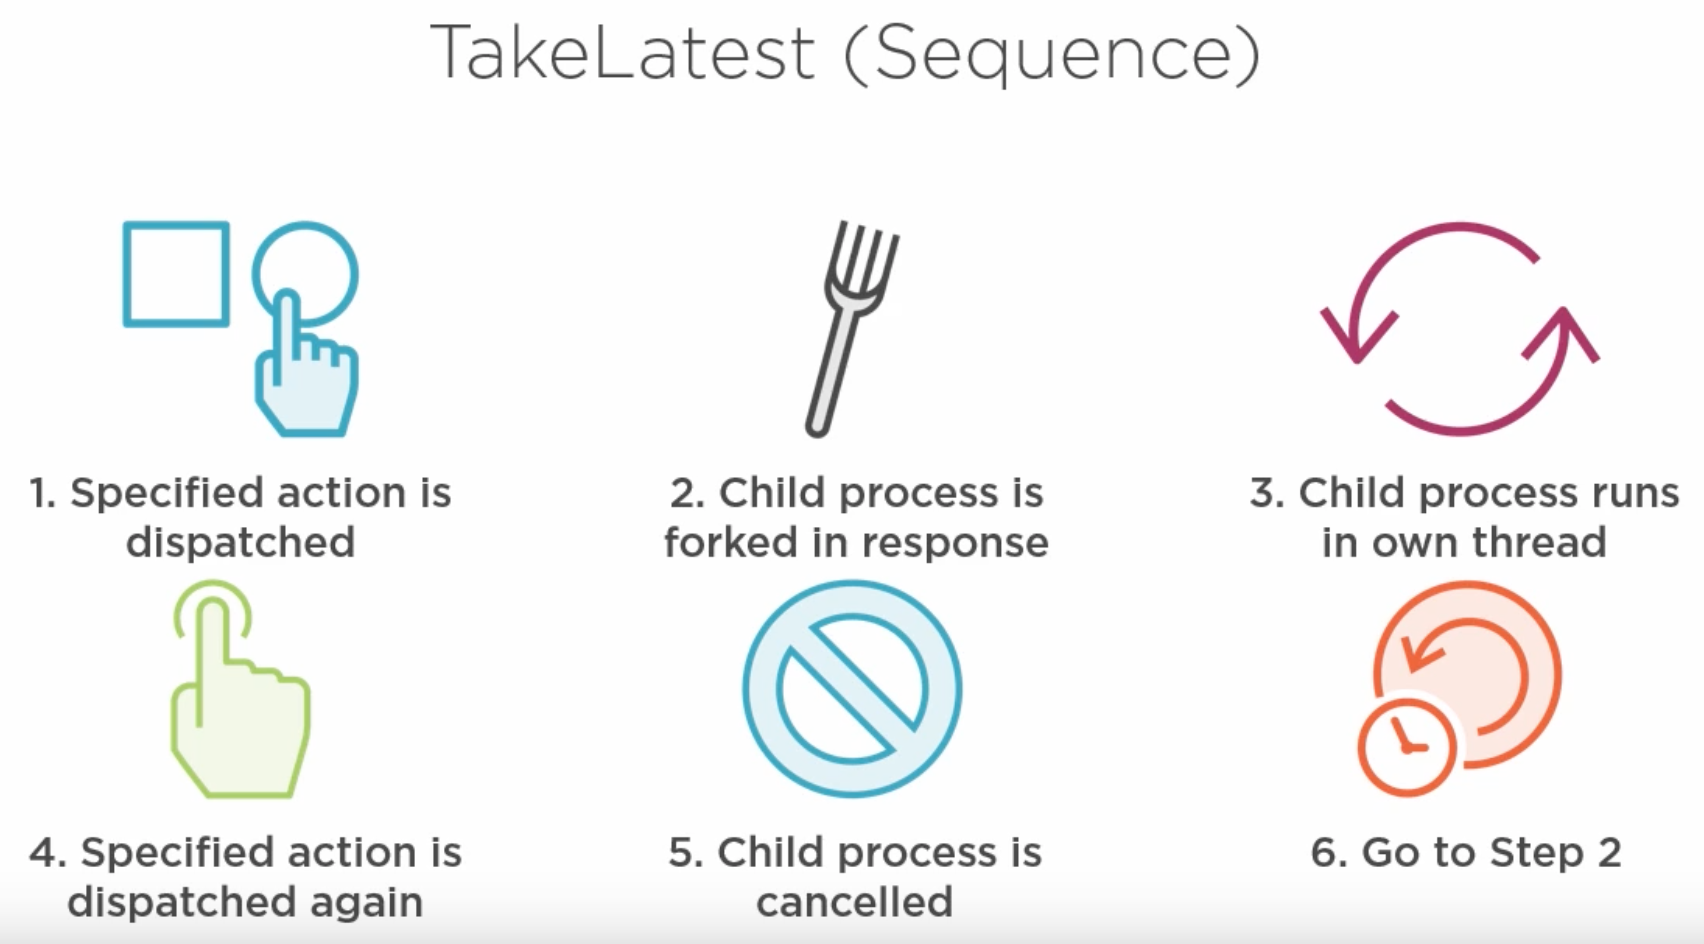 TakeLatest (Sequence)
1. Specified action is
dispatched
2. Child process is
forked in response
3. Child process runs
in own thread
4. Specified action is
dispatched again
5. Child process is
cancelled
6. Go to Step 2